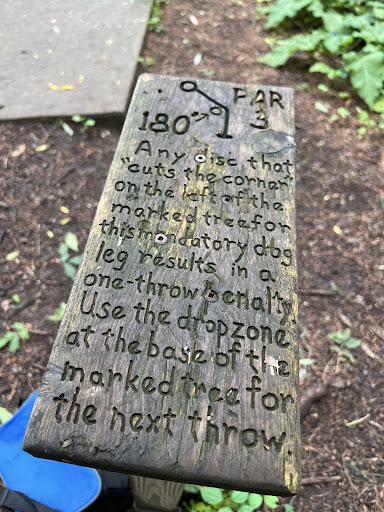 PAR
180' 3
Any disc that
"cuts the corner"
on the left of the
marked tree for
this mandatory dog
leg results in a
one-throw penalty.
Use the dropzone
at the base of the
marked tree for
the next throw.